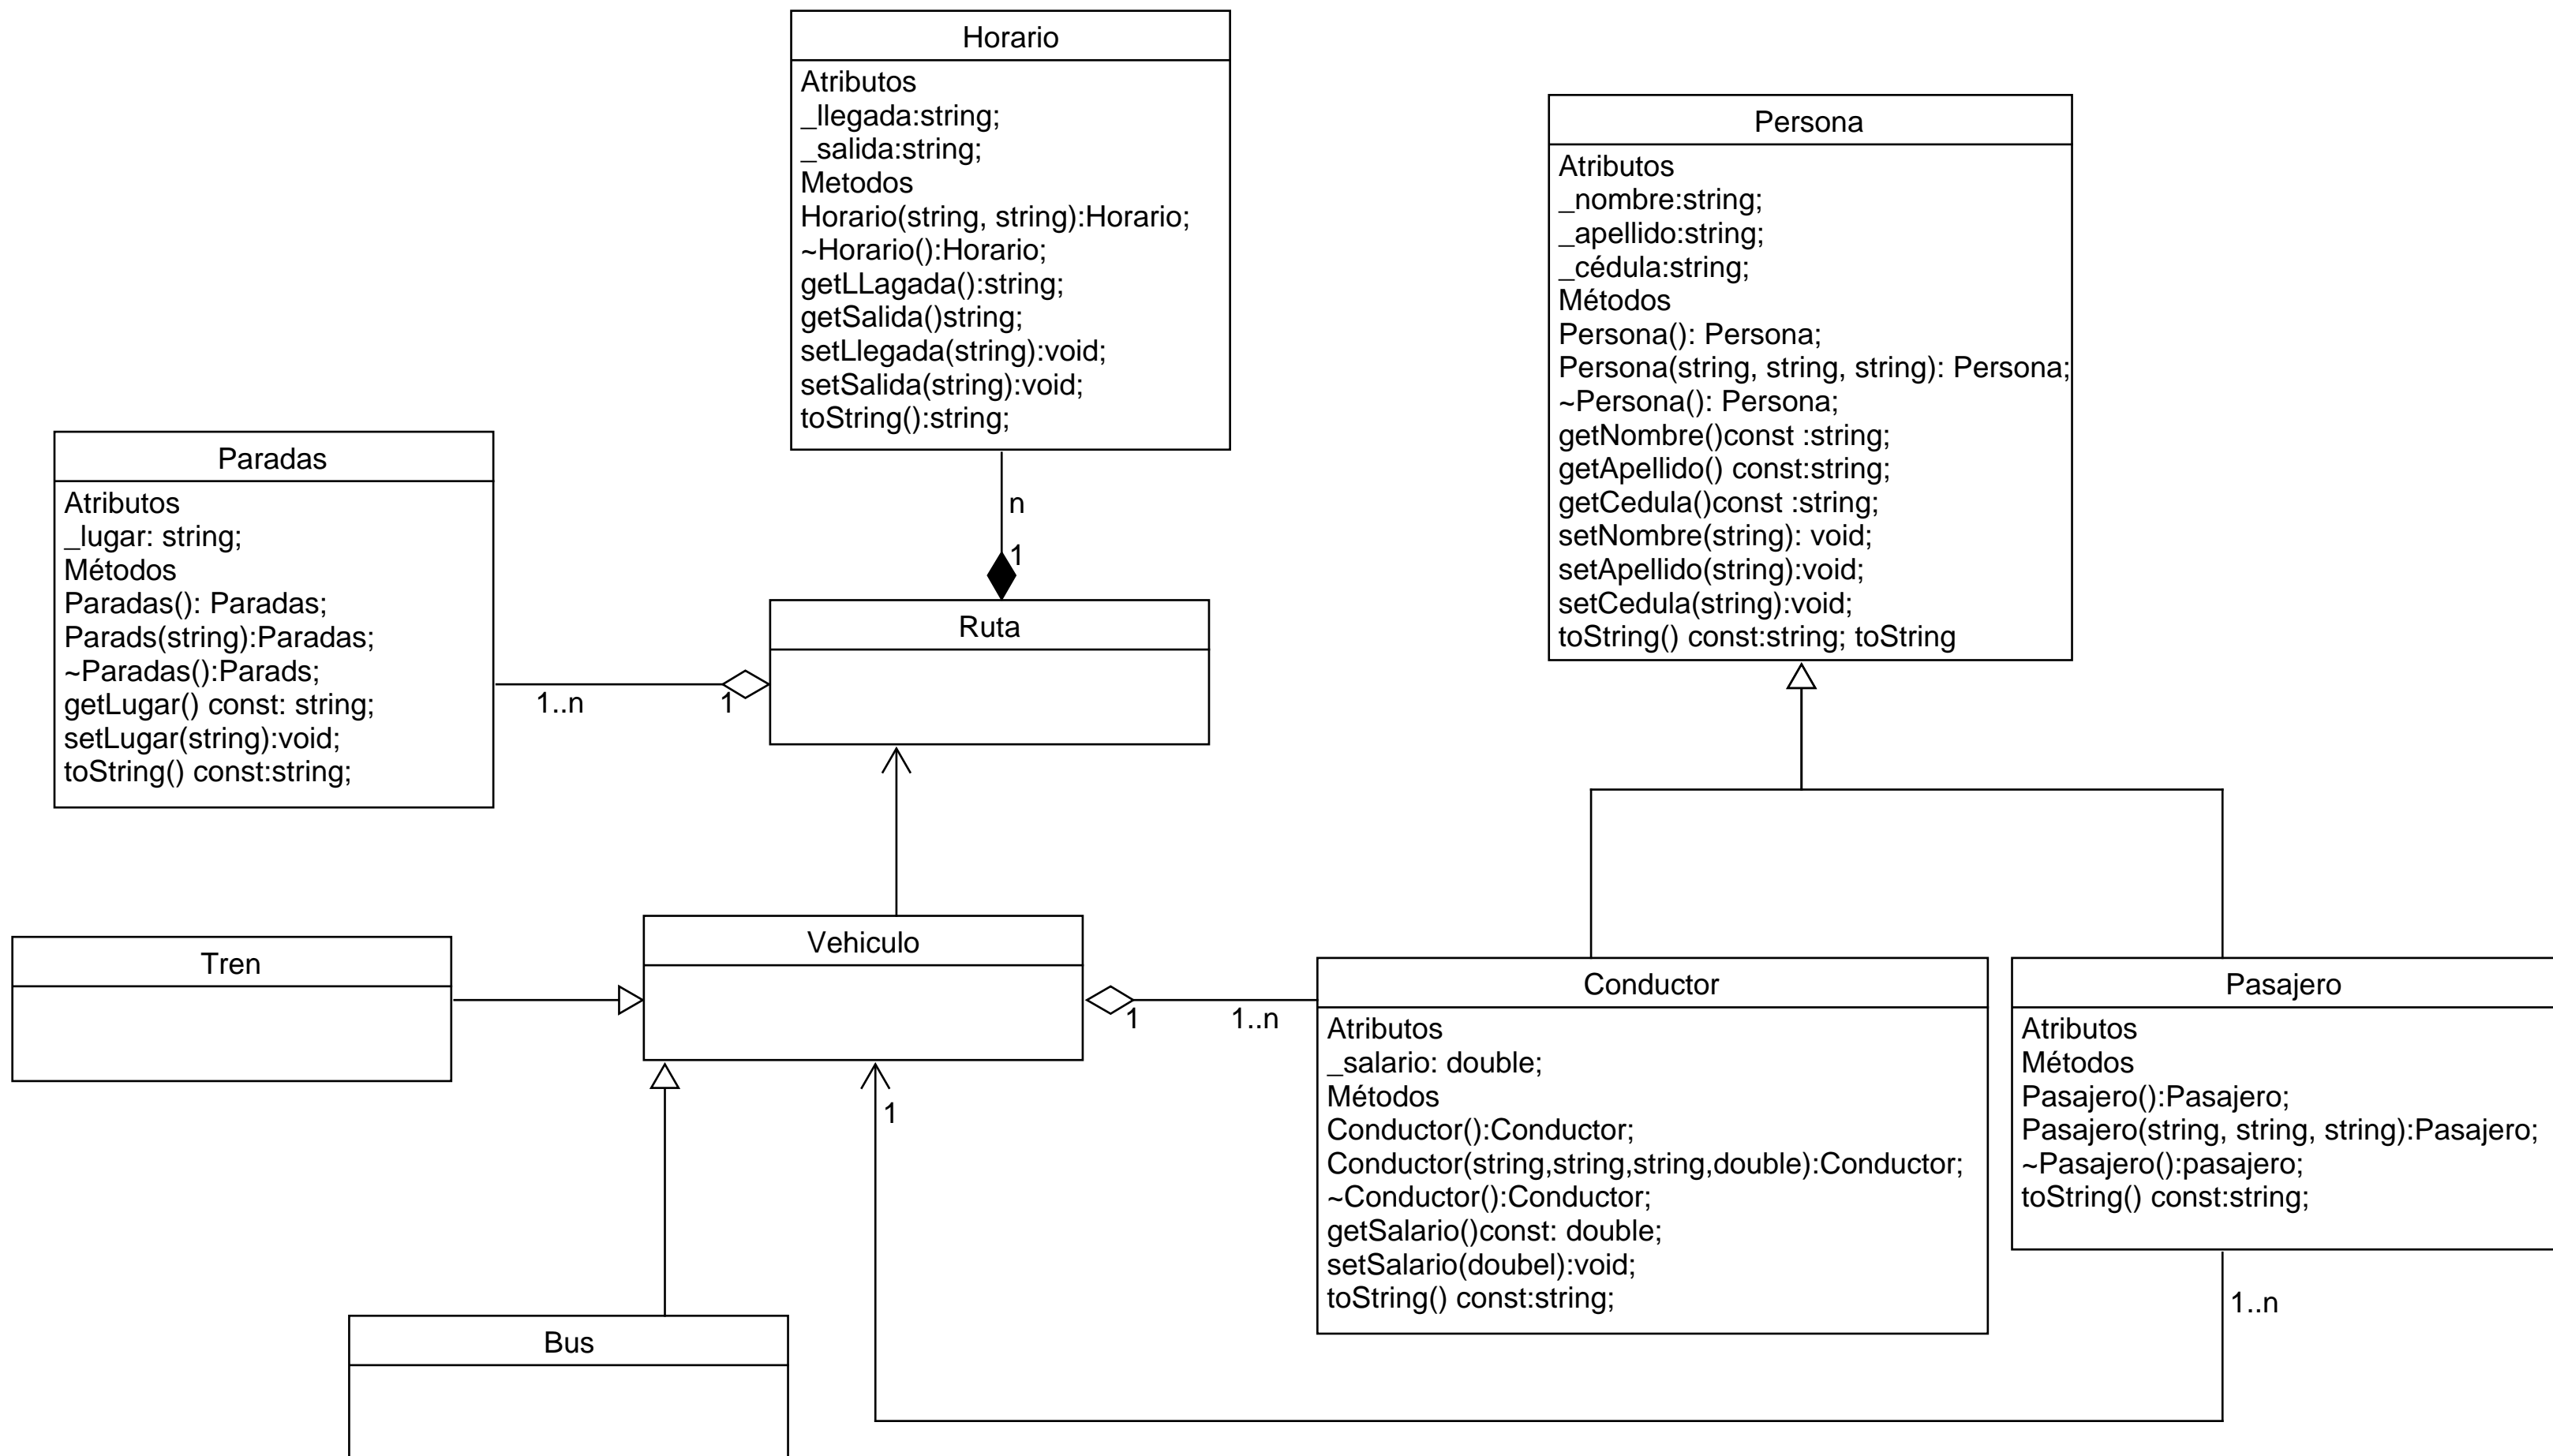 Horario
Atributos
_llegada:string;
_salida:string;
Metodos
Horario(string, string):Horario;
~Horario():Horario;
getLLagada():string;
getSalida()string;
setLlegada(string):void;
setSalida(string):void;
toString():string;
Persona
Atributos
_nombre:string;
_apellido:string;
_cédula:string;
Métodos
Persona(): Persona;
Persona(string, string, string): Persona;
~Persona(): Persona;
getNombre()const :string;
getApellido() const:string;
getCedula()const :string;
setNombre(string): void;
setApellido(string):void;
setCedula(string):void;
toString() const:string; toString
Paradas
Atributos
_lugar: string;
Métodos
Paradas(): Paradas;
Parads(string):Paradas;
~Paradas():Parads;
getLugar() const: string;
setLugar(string):void;
toString() const:string;
n
1
Ruta
1..n
1
Tren
Vehiculo
1
1..n
1
Conductor
Atributos
_salario: double;
Métodos
Conductor():Conductor;
Conductor(string,string,string,double):Conductor;
~Conductor():Conductor;
getSalario()const: double;
setSalario(doubel):void;
toString() const:string;
Pasajero
Atributos
Métodos
Pasajero():Pasajero;
Pasajero(string, string, string):Pasajero;
~Pasajero():pasajero;
toString() const:string;
1..n
Bus